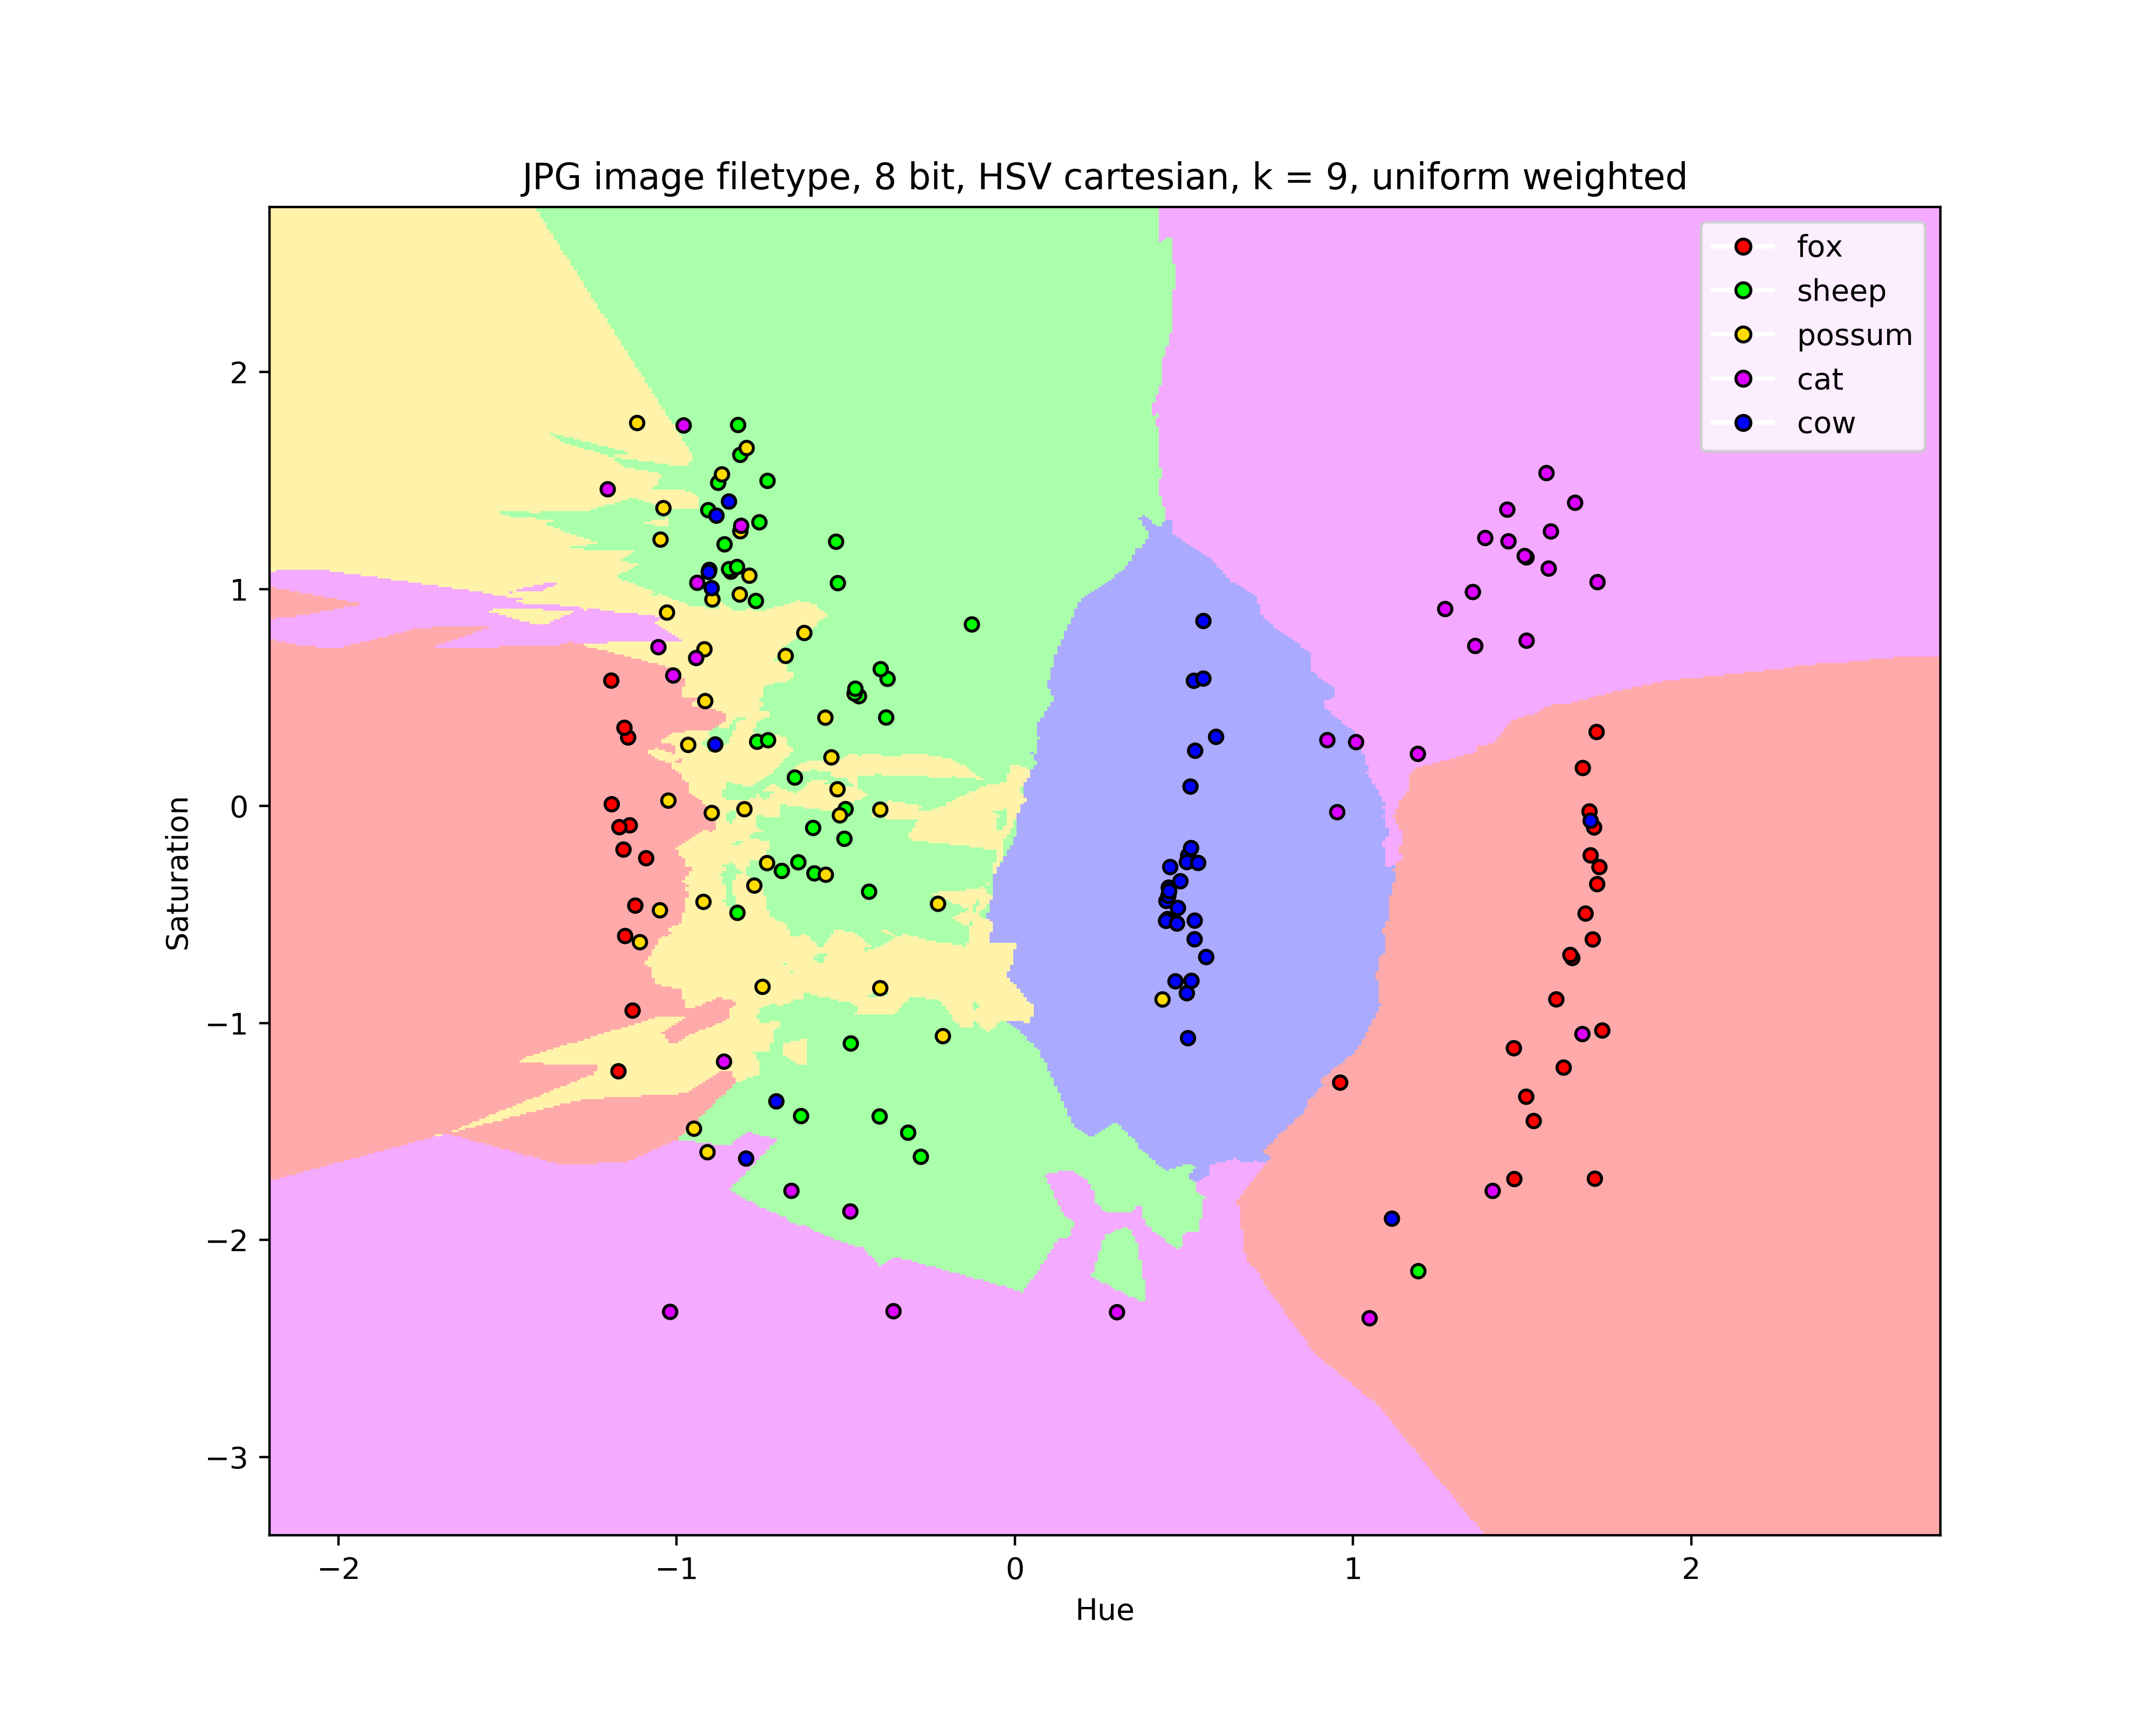 JPG image filetype, 8 bit, HSV cartesian, k = 9, uniform weighted
fox
sheep
possum
cat
cow
2
1
0
−1
−2
−3
Saturation
−2
−1
0
1
2
Hue